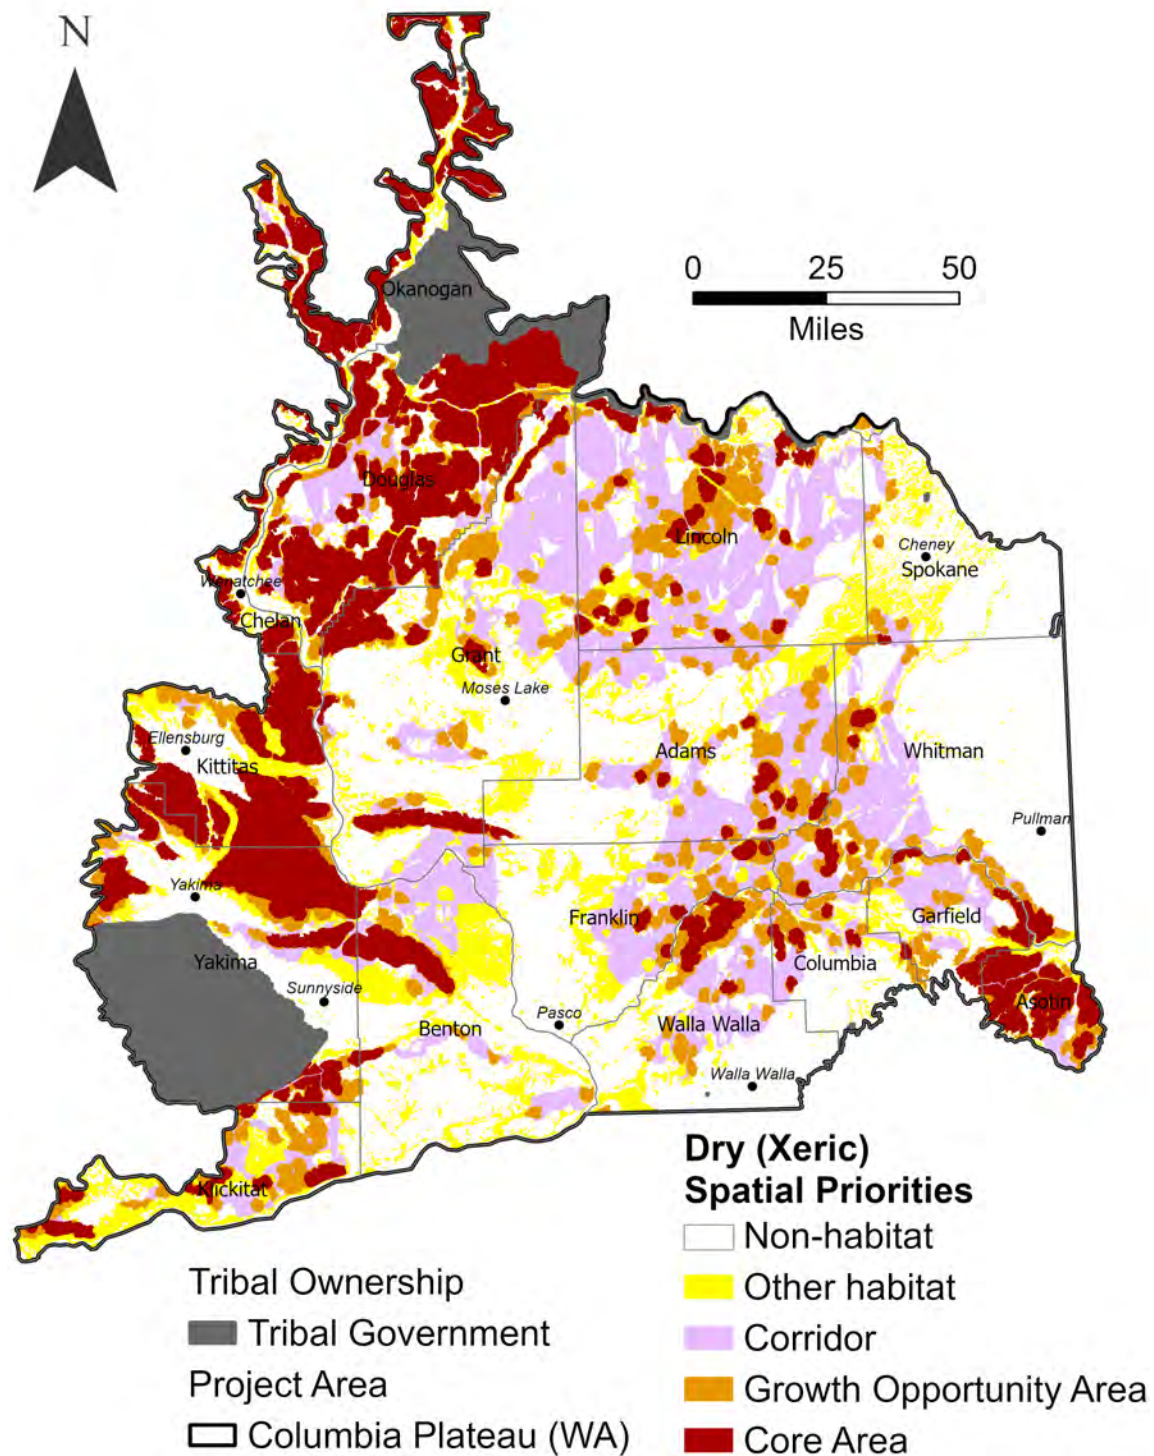 N
Okanogan
0 25 50
Miles
Douglas
Lincoln
Cheney
Spokane
Wenatchee
Chelan
Grant
Moses Lake
Ellensburg
Kittitas
Adams
Whitman
Pullman
Yakima
Franklin
Garfield
Yakima
Columbia
Sunnyside
Asotin
Pasco
Benton
Walla Walla
Walla Walla
Klickitat
Dry (Xeric)
Spatial Priorities
Non-habitat
Other habitat
Corridor
Growth Opportunity Area
Core Area
Tribal Ownership
Tribal Government
Project Area
Columbia Plateau (WA)